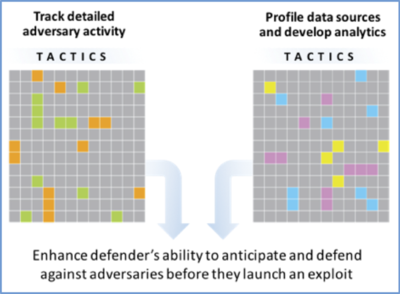 Track detailed
adversary activity
TACTICS
Profile data sources
and develop analytics
TACTICS
Enhance defender's ability to anticipate and defend
against adversaries before they launch an exploit